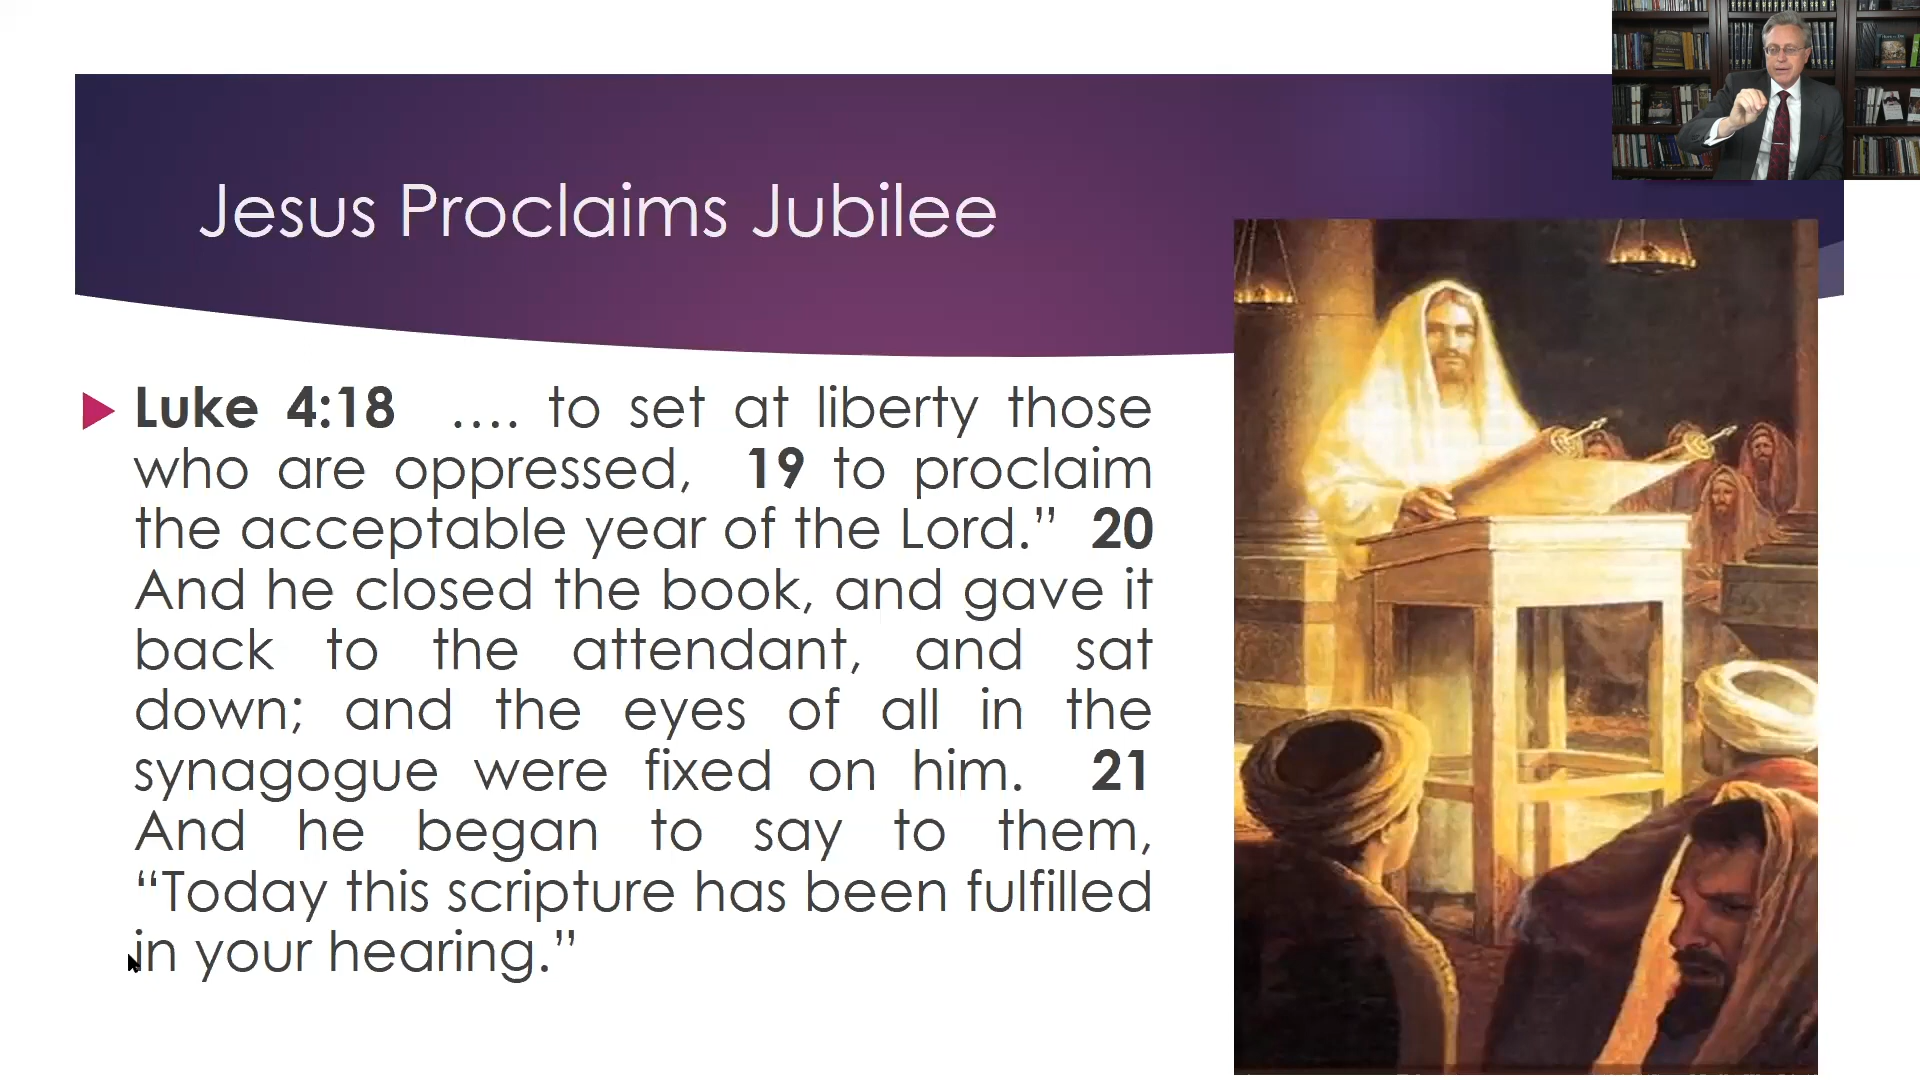 Jesus Proclaims Jubilee
Luke 4:18 .... to set at liberty those
who are oppressed, 19 to proclaim
the acceptable year of the Lord.” 20
And he closed the book, and gave it
back to the attendant, and sat
down; and the eyes of all in the
synagogue were fixed on him. 21
And he began to say to them,
“Today this scripture has been fulfilled
in your hearing.”